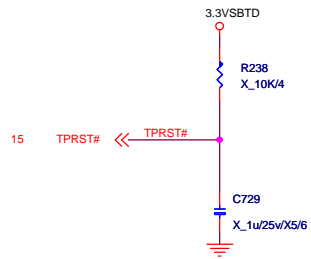 3.3VSBTD
R238
X_10K/4
15 TPRST# TPRST#
C729
X_1u/25v/X5/6